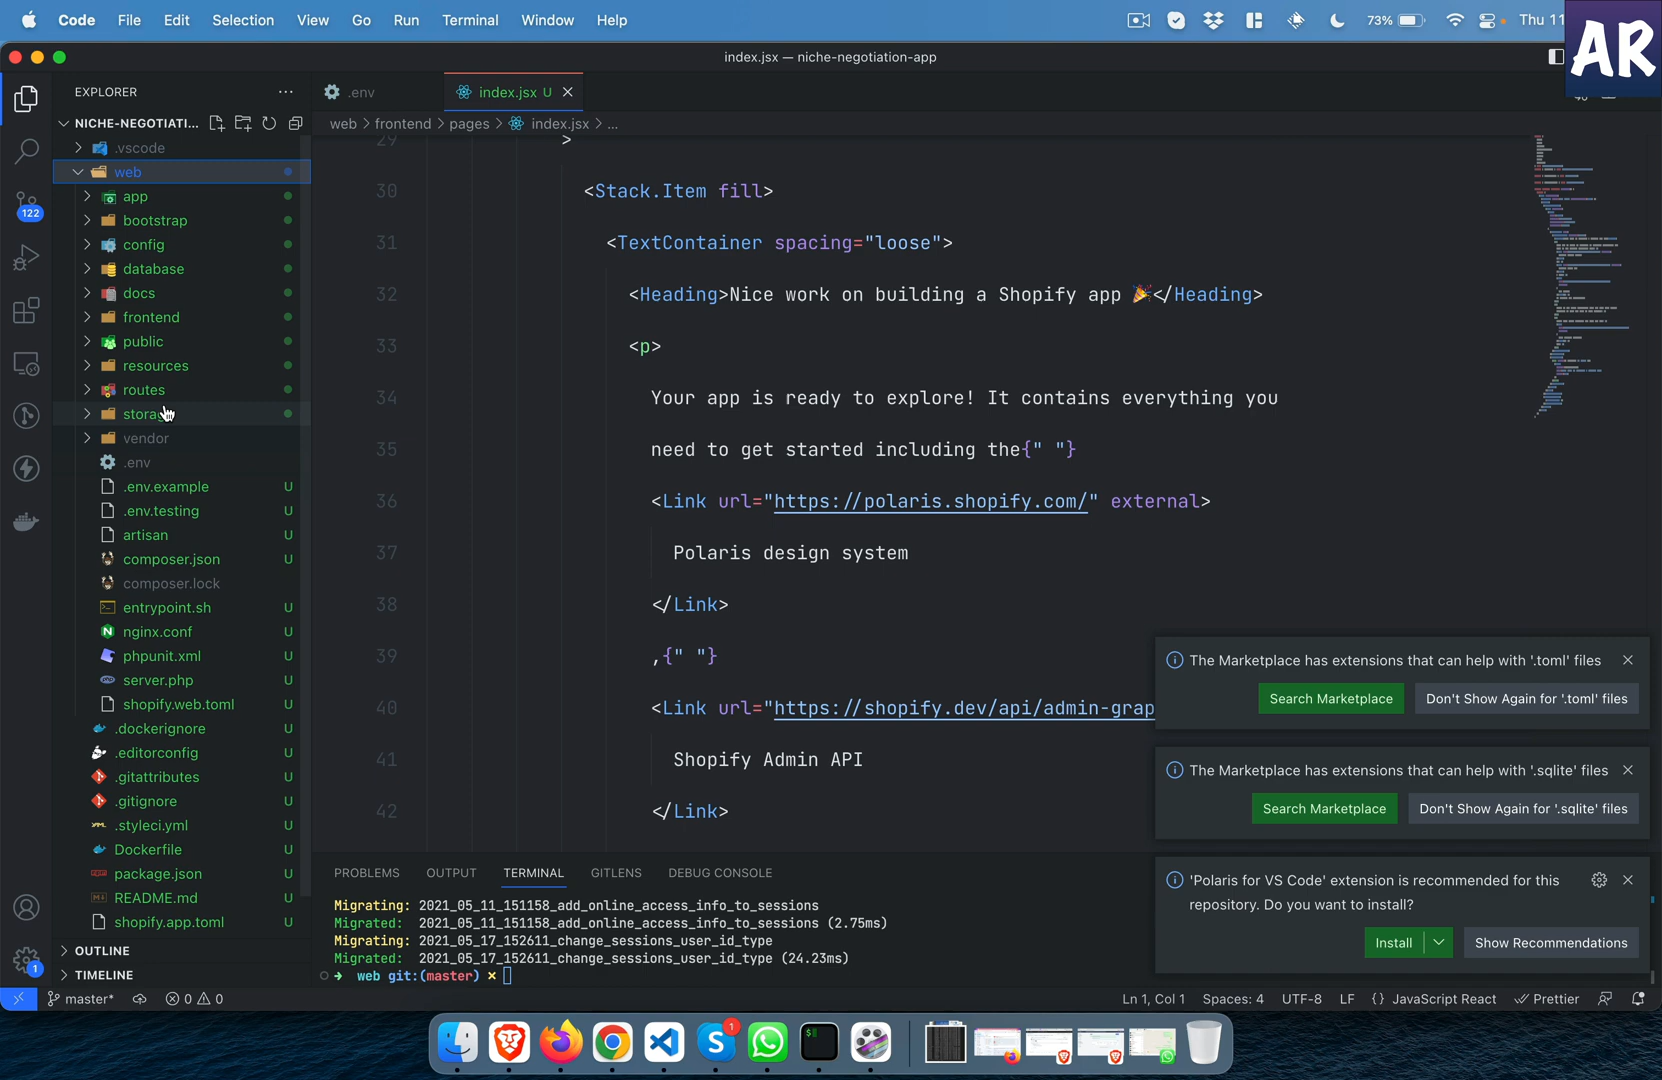 Code File Edit Selection View Go Run Terminal Window Help 73% Thu 11
AR
index.jsx — niche-negotiation-app
EXPLORER
.env
index.jsx U
NICHE-NEGOTIATI...
web > frontend > pages > index.jsx > ...
.vscode
web
app
bootstrap
config
database
docs
frontend
public
resources
routes
vendor
.env
.env.example U
.env.testing U
artisan U
composer.json U
composer.lock
entrypoint.sh U
nginx.conf U
phpunit.xml U
server.php U
shopify.web.toml U
.dockerignore U
.editorconfig U
.gitattributes U
.gitignore U
.styleci.yml U
Dockerfile U
package.json U
README.md U
shopify.app.toml U
OUTLINE
TIMELINE
122
1
29 >
30 <Stack.Item fill>
31 <TextContainer spacing="loose">
32 <Heading>Nice work on building a Shopify app 🎉</Heading>
33 <p>
34 Your app is ready to explore! It contains everything you
35 need to get started including the{" "}
36 <Link url="https://polaris.shopify.com/" external>
37 Polaris design system
38 </Link>
39 ,{" "}
40 <Link url="https://shopify.dev/api/admin-grap
41 Shopify Admin API
42 </Link>
The Marketplace has extensions that can help with '.toml' files
Search Marketplace Don't Show Again for '.toml' files
The Marketplace has extensions that can help with '.sqlite' files
Search Marketplace Don't Show Again for '.sqlite' files
'Polaris for VS Code' extension is recommended for this
repository. Do you want to install?
Install Show Recommendations
PROBLEMS OUTPUT TERMINAL GITLENS DEBUG CONSOLE
Migrating: 2021_05_11_151158_add_online_access_info_to_sessions
Migrated: 2021_05_11_151158_add_online_access_info_to_sessions (2.75ms)
Migrating: 2021_05_17_152611_change_sessions_user_id_type
Migrated: 2021_05_17_152611_change_sessions_user_id_type (24.23ms)
→ web git:(master) ×
master* 0 0 Ln 1, Col 1 Spaces: 4 UTF-8 LF {} JavaScript React Prettier
1